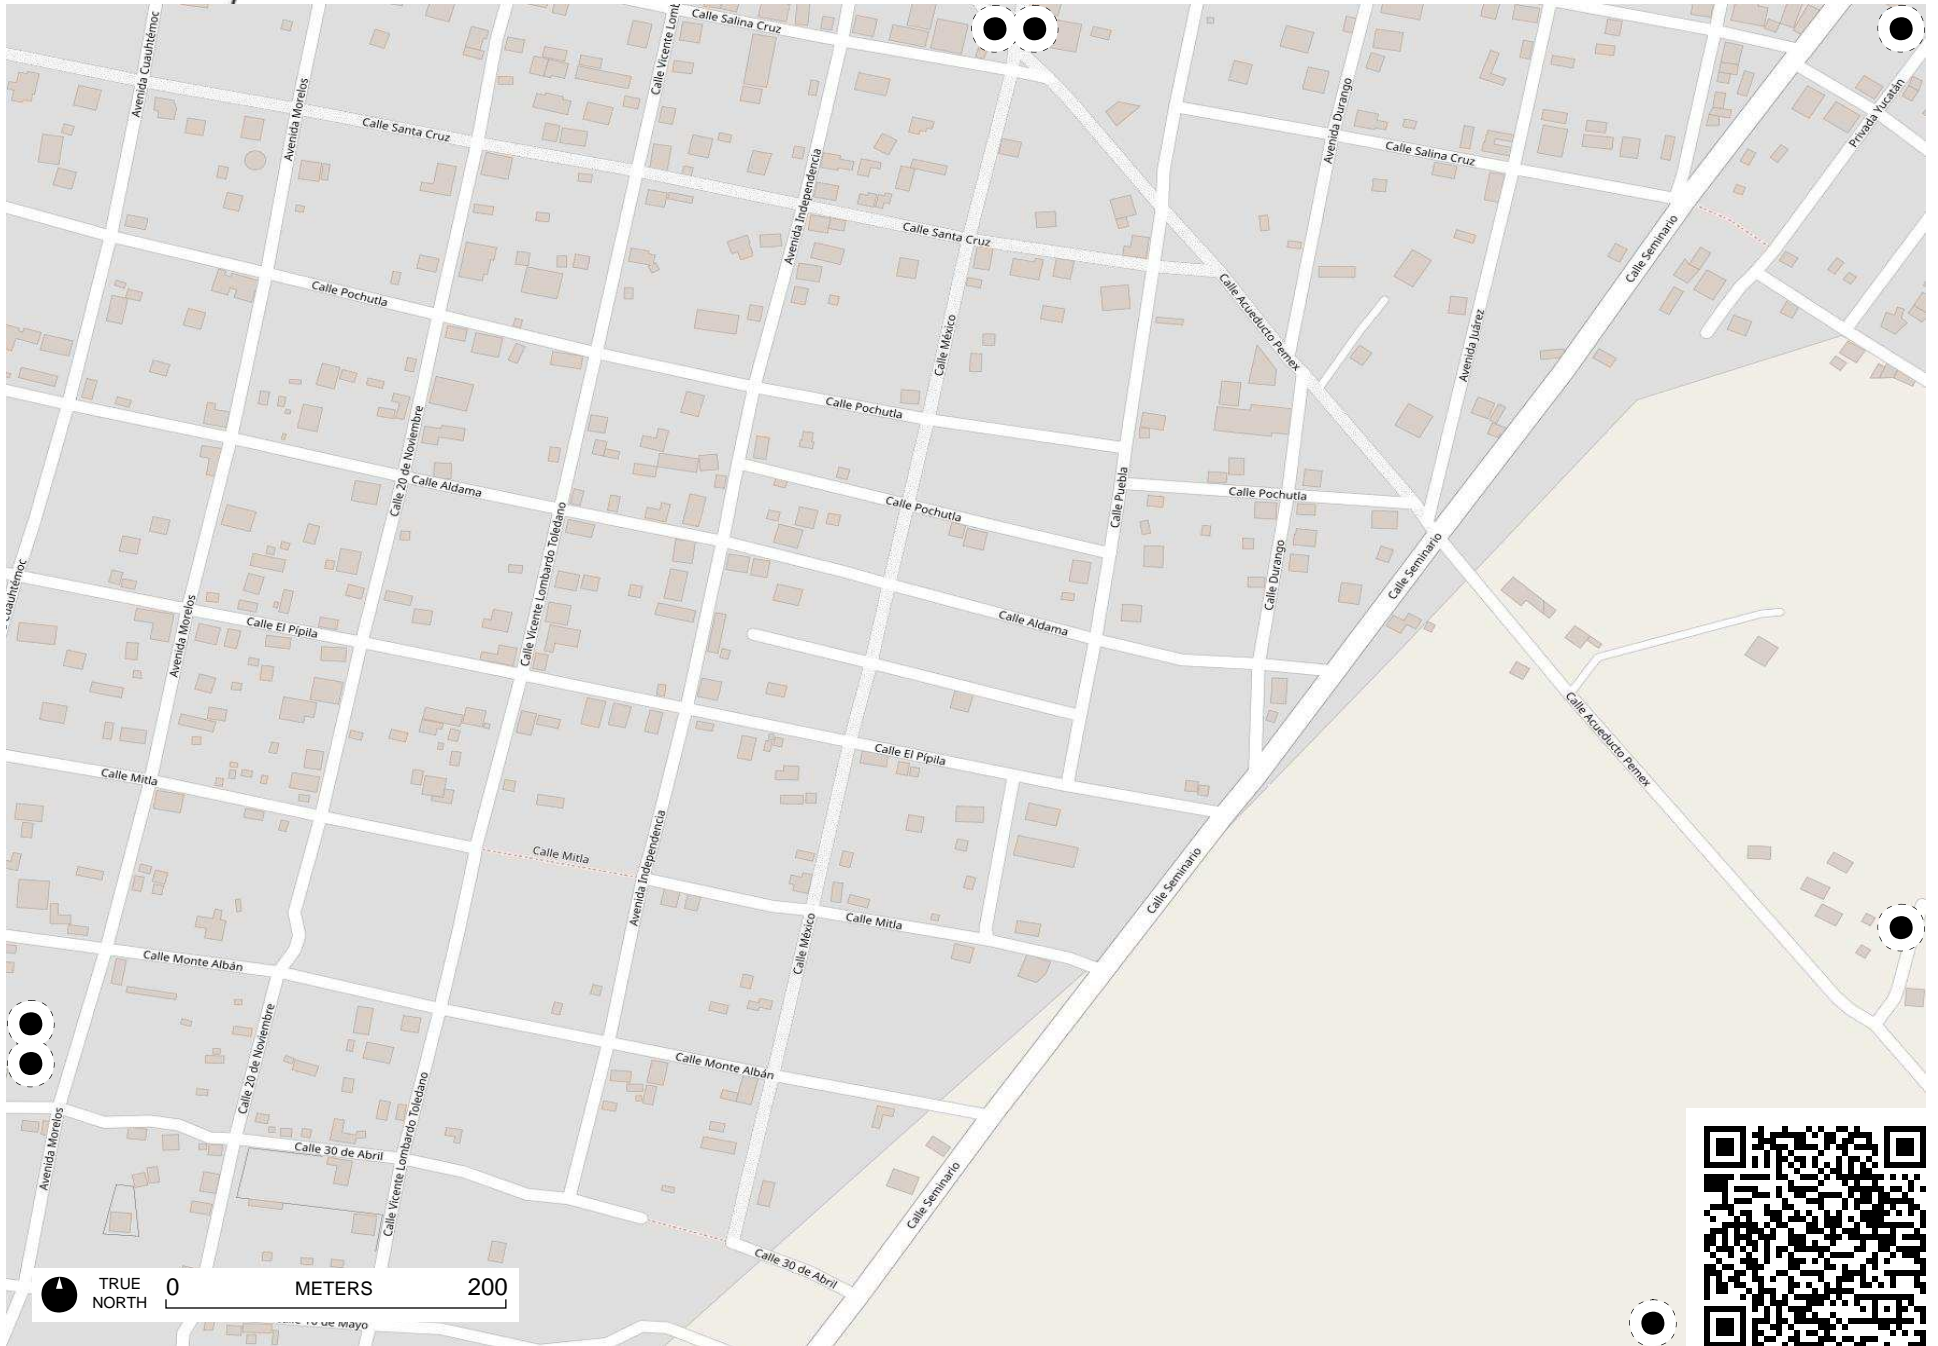 Calle Salina Cruz
Avenida Cuauhtémoc
Calle Vicente Lomb
Avenida Morelos
Avenida Durango
Privada Yucatán
Calle Santa Cruz
Calle Salina Cruz
Avenida Independencia
Calle Santa Cruz
Calle Seminario
Calle Pochutla
Calle Acueducto Pemex
Calle México
Avenida Juárez
Calle Pochutla
Calle 20 de Noviembre
Calle Aldama
Calle Pochutla
Calle Puebla
Calle Pochutla
Calle Vicente Lombardo Toledano
Calle Durango
Calle Seminario
Cuauhtémoc
Avenida Morelos
Calle El Pípila
Calle Aldama
Calle El Pípila
Calle Acueducto Pemex
Calle Mitla
Calle Mitla
Avenida Independencia
Calle Seminario
Calle Mitla
Calle México
Calle Monte Albán
Calle 20 de Noviembre
Calle Monte Albán
Calle Vicente Lombardo Toledano
Avenida Morelos
Calle 30 de Abril
Calle Seminario
Calle 30 de Abril
TRUE NORTH
0 METERS 200
de Mayo